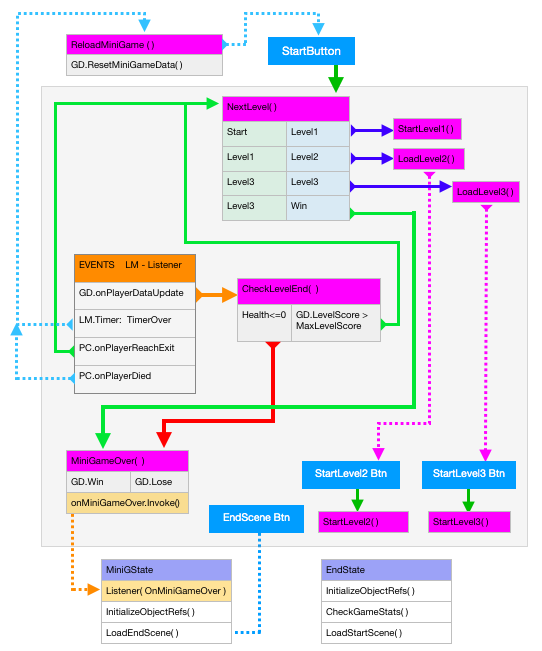 ReloadMiniGame ( )
GD.ResetMiniGameData( )
StartButton
NextLevel( )
Start Level1
Level1 Level2
Level3 Level3
Level3 Win
StartLevel1( )
LoadLevel2( )
LoadLevel3( )
EVENTS LM - Listener
GD.onPlayerDataUpdate
LM.Timer: TimerOver
PC.onPlayerReachExit
PC.onPlayerDied
CheckLevelEnd( )
Health<=0 GD.LevelScore >
MaxLevelScore
MiniGameOver( )
GD.Win GD.Lose
onMiniGameOver.Invoke()
StartLevel2 Btn
StartLevel3 Btn
EndScene Btn
StartLevel2( )
StartLevel3( )
MiniGState
Listener( OnMiniGameOver )
InitializeObjectRefs( )
LoadEndScene( )
EndState
InitializeObjectRefs( )
CheckGameStats( )
LoadStartScene( )